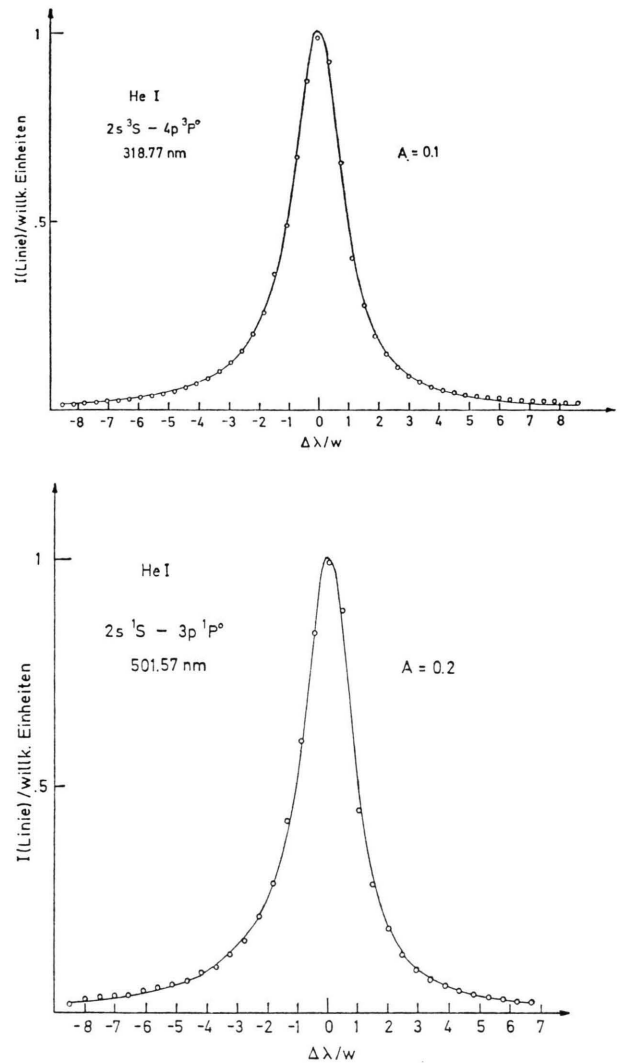 1
He I
2s ³S – 4p ³P⁰
318.77 nm
A = 0.1
.5
I(Linie)/willk. Einheiten
-8 -7 -6 -5 -4 -3 -2 -1 0 1 2 3 4 5 6 7 8
Δλ/w
1
He I
2s ¹S – 3p ¹P⁰
501.57 nm
A = 0.2
.5
I(Linie)/willk. Einheiten
-8 -7 -6 -5 -4 -3 -2 -1 0 1 2 3 4 5 6 7
Δλ/w